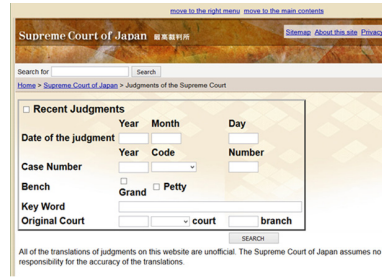 move to the right menu move to the main contents
Supreme Court of Japan 最高裁判所
Sitemap About this site Privacy
Search for Search
Home > Supreme Court of Japan > Judgments of the Supreme Court
Recent Judgments
Year Month Day
Date of the judgment
Year Code Number
Case Number
Bench Grand Petty
Key Word
Original Court court branch
SEARCH
All of the translations of judgments on this website are unofficial. The Supreme Court of Japan assumes no
responsibility for the accuracy of the translations.